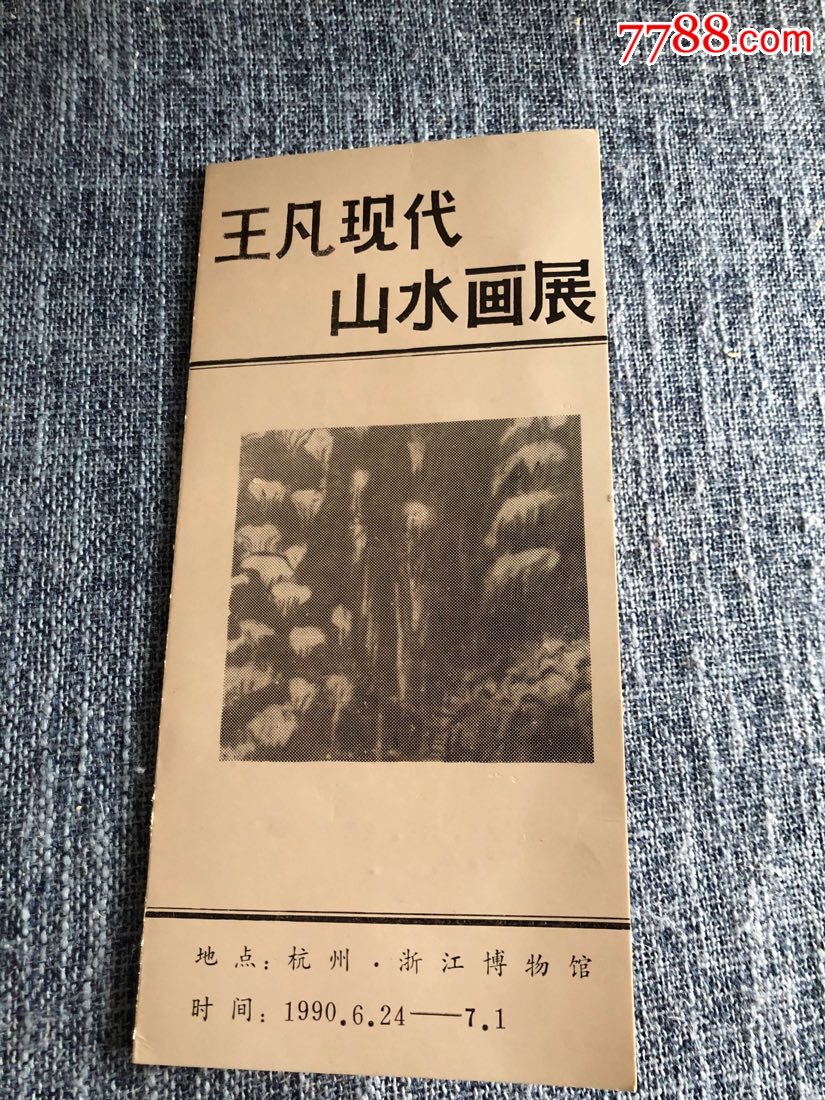 7788.com
王凡现代
山水画展
地点：杭州·浙江博物馆
时间：1990.6.24——7.1